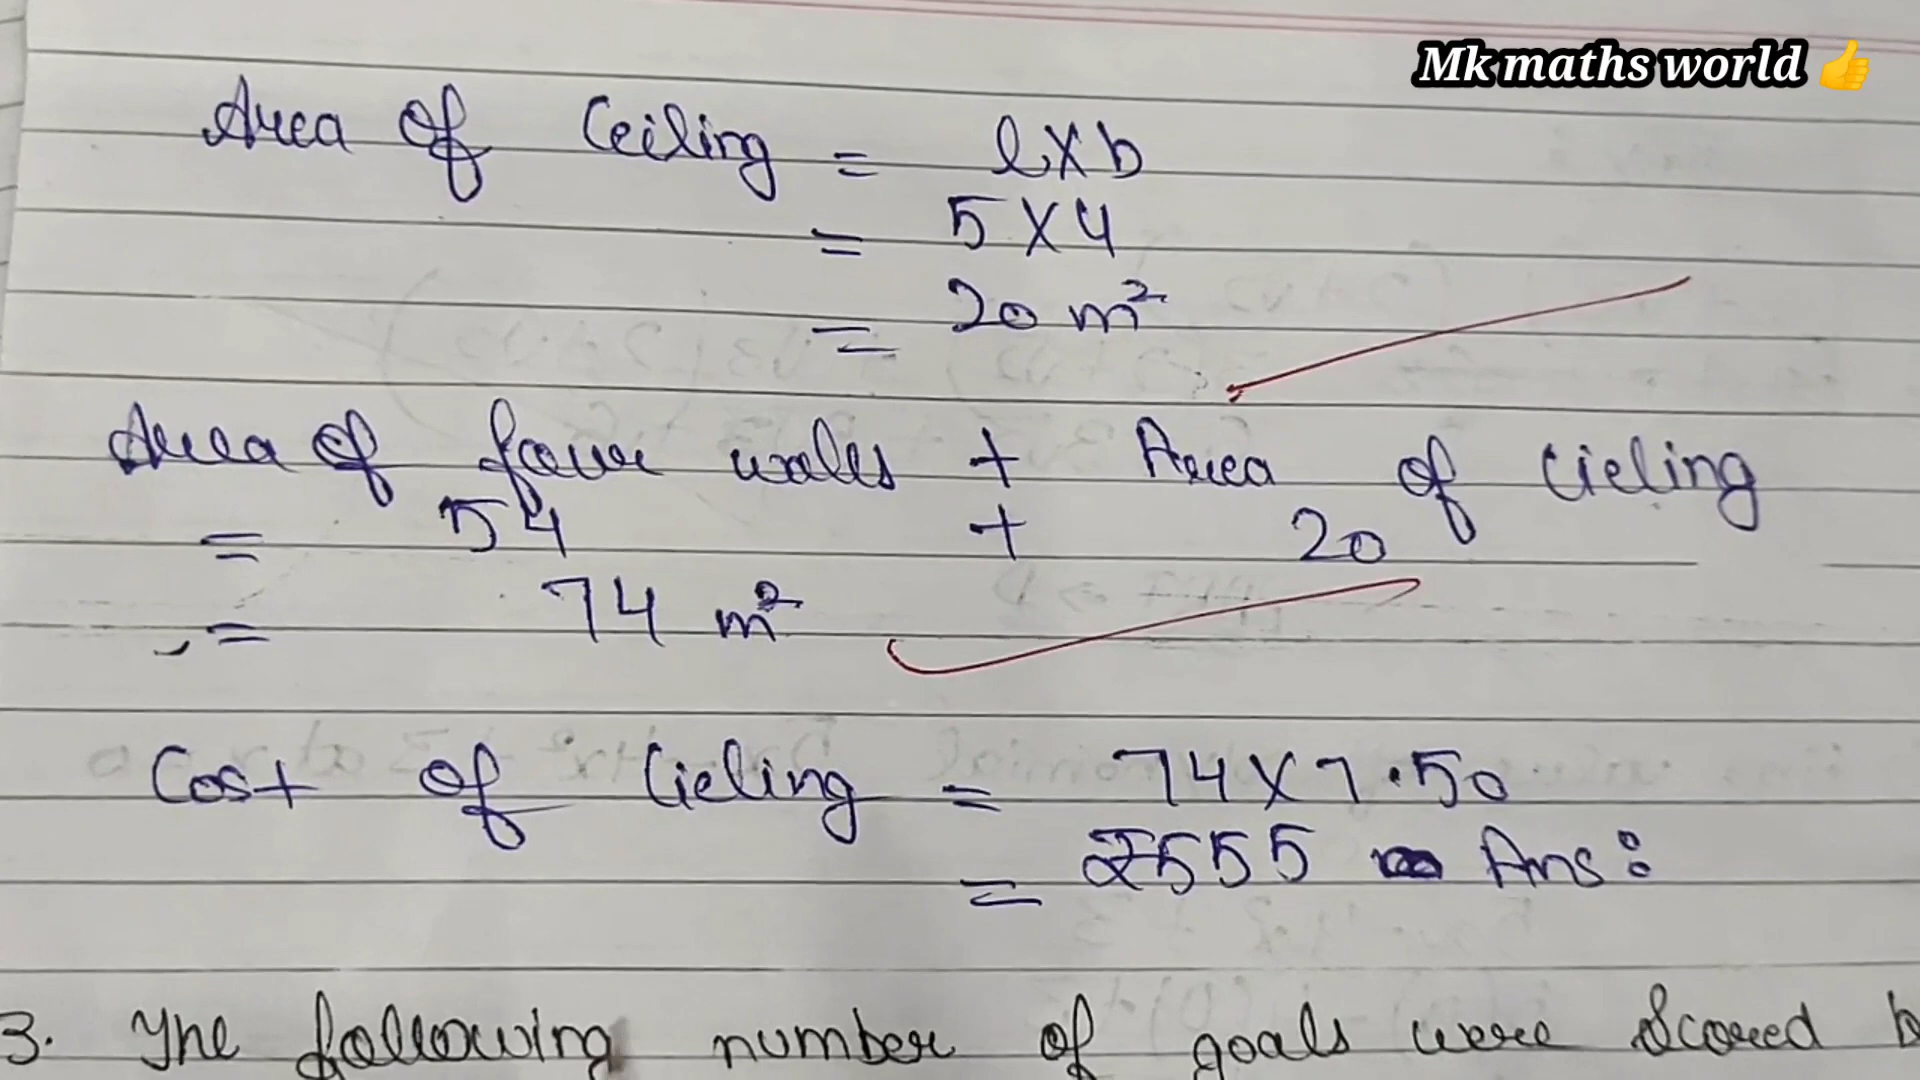 Mk maths world 👍
Area of Ceiling = l×b
= 5×4
= 20 m²
Area of four walls + Area of Cieling
= 54 + 20
= 74 m²
Cost of Cieling = 74×7.50
= ₹555 Ans:
3. The following number of goals were Scored b